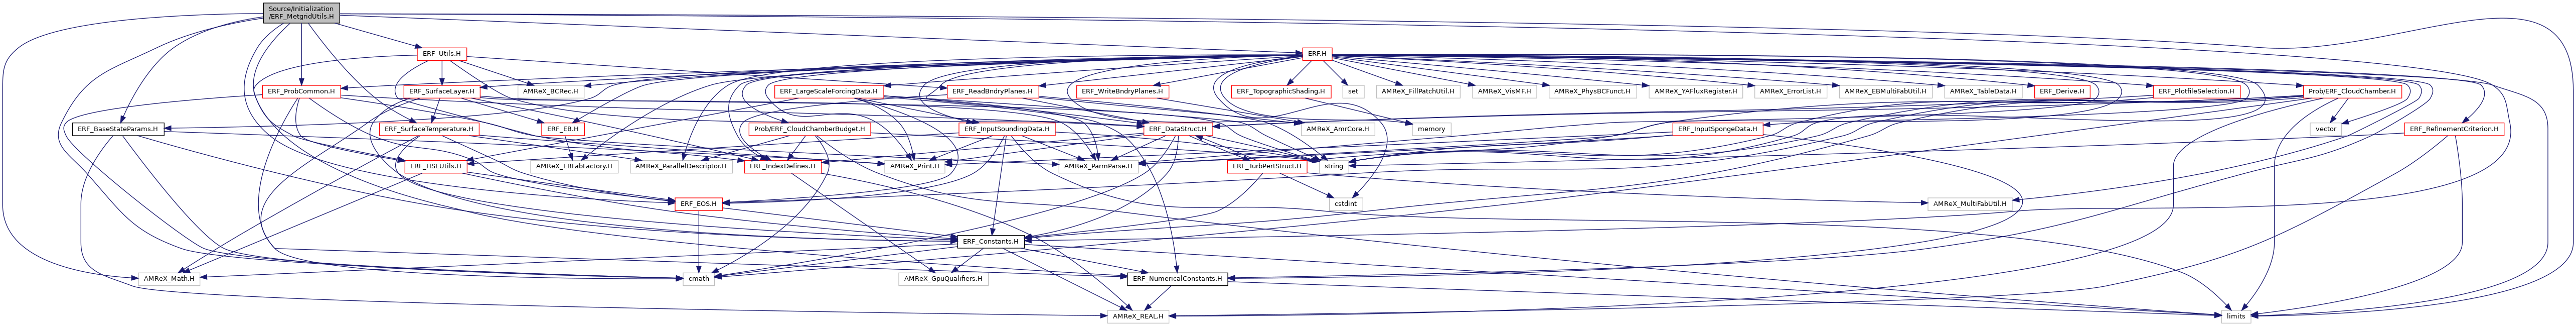 Source/Initialization
/ERF_MetgridUtils.H
ERF_Utils.H
ERF.H
ERF_ProbCommon.H
ERF_SurfaceLayer.H
AMReX_BCRec.H
ERF_LargeScaleForcingData.H
ERF_ReadBndryPlanes.H
ERF_WriteBndryPlanes.H
ERF_TopographicShading.H
set
AMReX_FillPatchUtil.H
AMReX_VisMF.H
AMReX_PhysBCFunct.H
AMReX_YAFluxRegister.H
AMReX_ErrorList.H
AMReX_EBMultiFabUtil.H
AMReX_TableData.H
ERF_Derive.H
ERF_PlotfileSelection.H
Prob/ERF_CloudChamber.H
ERF_BaseStateParams.H
ERF_SurfaceTemperature.H
ERF_EB.H
Prob/ERF_CloudChamberBudget.H
ERF_InputSoundingData.H
ERF_DataStruct.H
AMReX_AmrCore.H
memory
ERF_InputSpongeData.H
vector
ERF_RefinementCriterion.H
ERF_HSEUtils.H
AMReX_EBFabFactory.H
AMReX_ParallelDescriptor.H
ERF_IndexDefines.H
AMReX_Print.H
AMReX_ParmParse.H
ERF_TurbPertStruct.H
string
ERF_EOS.H
cstdint
AMReX_MultiFabUtil.H
ERF_Constants.H
AMReX_Math.H
cmath
AMReX_GpuQualifiers.H
ERF_NumericalConstants.H
AMReX_REAL.H
limits